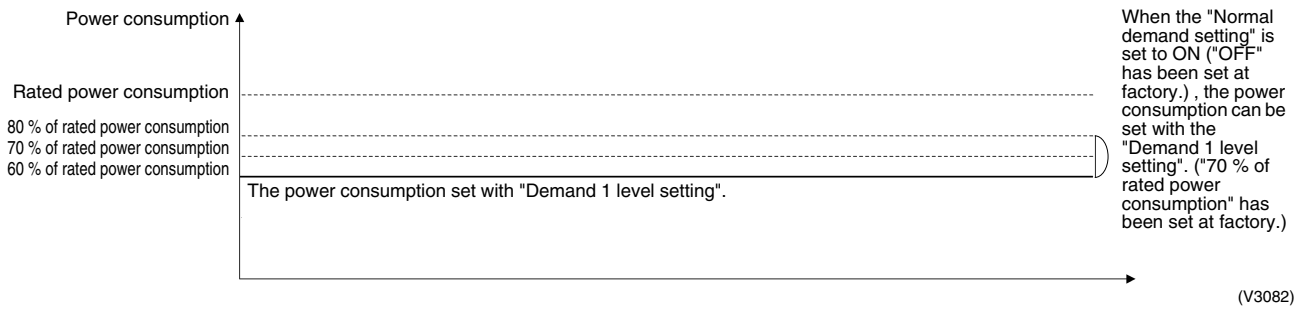 Power consumption
Rated power consumption
80 % of rated power consumption
70 % of rated power consumption
60 % of rated power consumption
The power consumption set with "Demand 1 level setting".
When the "Normal
demand setting" is
set to ON ("OFF"
has been set at
factory.) , the power
consumption can be
set with the
"Demand 1 level
setting". ("70 % of
rated power
consumption" has
been set at factory.)
(V3082)